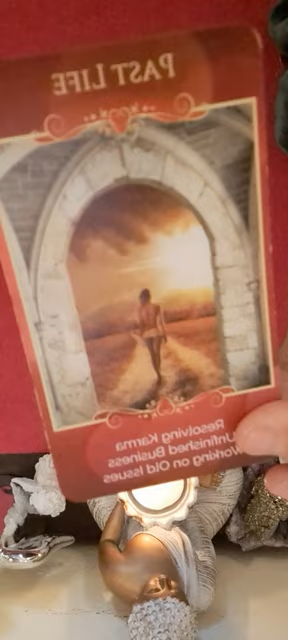 PAST LIFE
Resolving Karma
Unfinished Business
Working on Old Issues